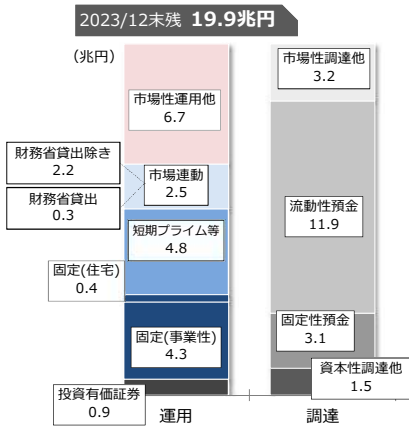 2023/12末残 19.9兆円
（兆円）
市場性運用他
6.7
市場性調達他
3.2
財務省貸出除き
2.2
財務省貸出
0.3
市場連動
2.5
短期プライム等
4.8
流動性預金
11.9
固定(住宅)
0.4
固定(事業性)
4.3
固定性預金
3.1
資本性調達他
1.5
投資有価証券
0.9
運用
調達